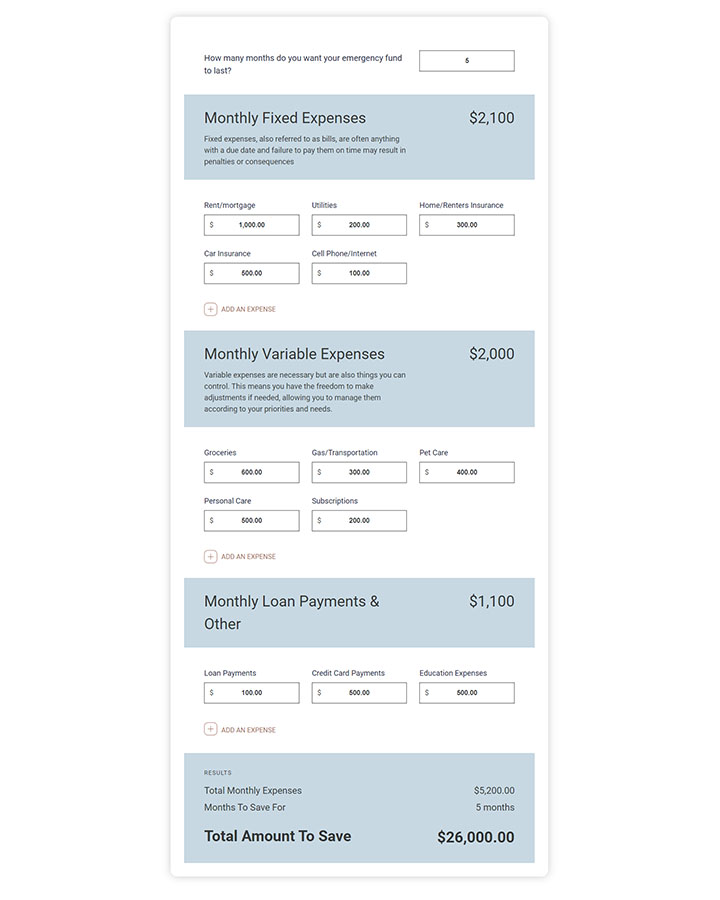 How many months do you want your emergency fund
to last?
5
Monthly Fixed Expenses $2,100
Fixed expenses, also referred to as bills, are often anything
with a due date and failure to pay them on time may result in
penalties or consequences
Rent/mortgage Utilities Home/Renters Insurance
$ 1,000.00 $ 200.00 $ 300.00
Car Insurance Cell Phone/Internet
$ 500.00 $ 100.00
ADD AN EXPENSE
Monthly Variable Expenses $2,000
Variable expenses are necessary but are also things you can
control. This means you have the freedom to make
adjustments if needed, allowing you to manage them
according to your priorities and needs.
Groceries Gas/Transportation Pet Care
$ 600.00 $ 300.00 $ 400.00
Personal Care Subscriptions
$ 500.00 $ 200.00
ADD AN EXPENSE
Monthly Loan Payments & $1,100
Other
Loan Payments Credit Card Payments Education Expenses
$ 100.00 $ 500.00 $ 500.00
ADD AN EXPENSE
RESULTS
Total Monthly Expenses $5,200.00
Months To Save For 5 months
Total Amount To Save $26,000.00